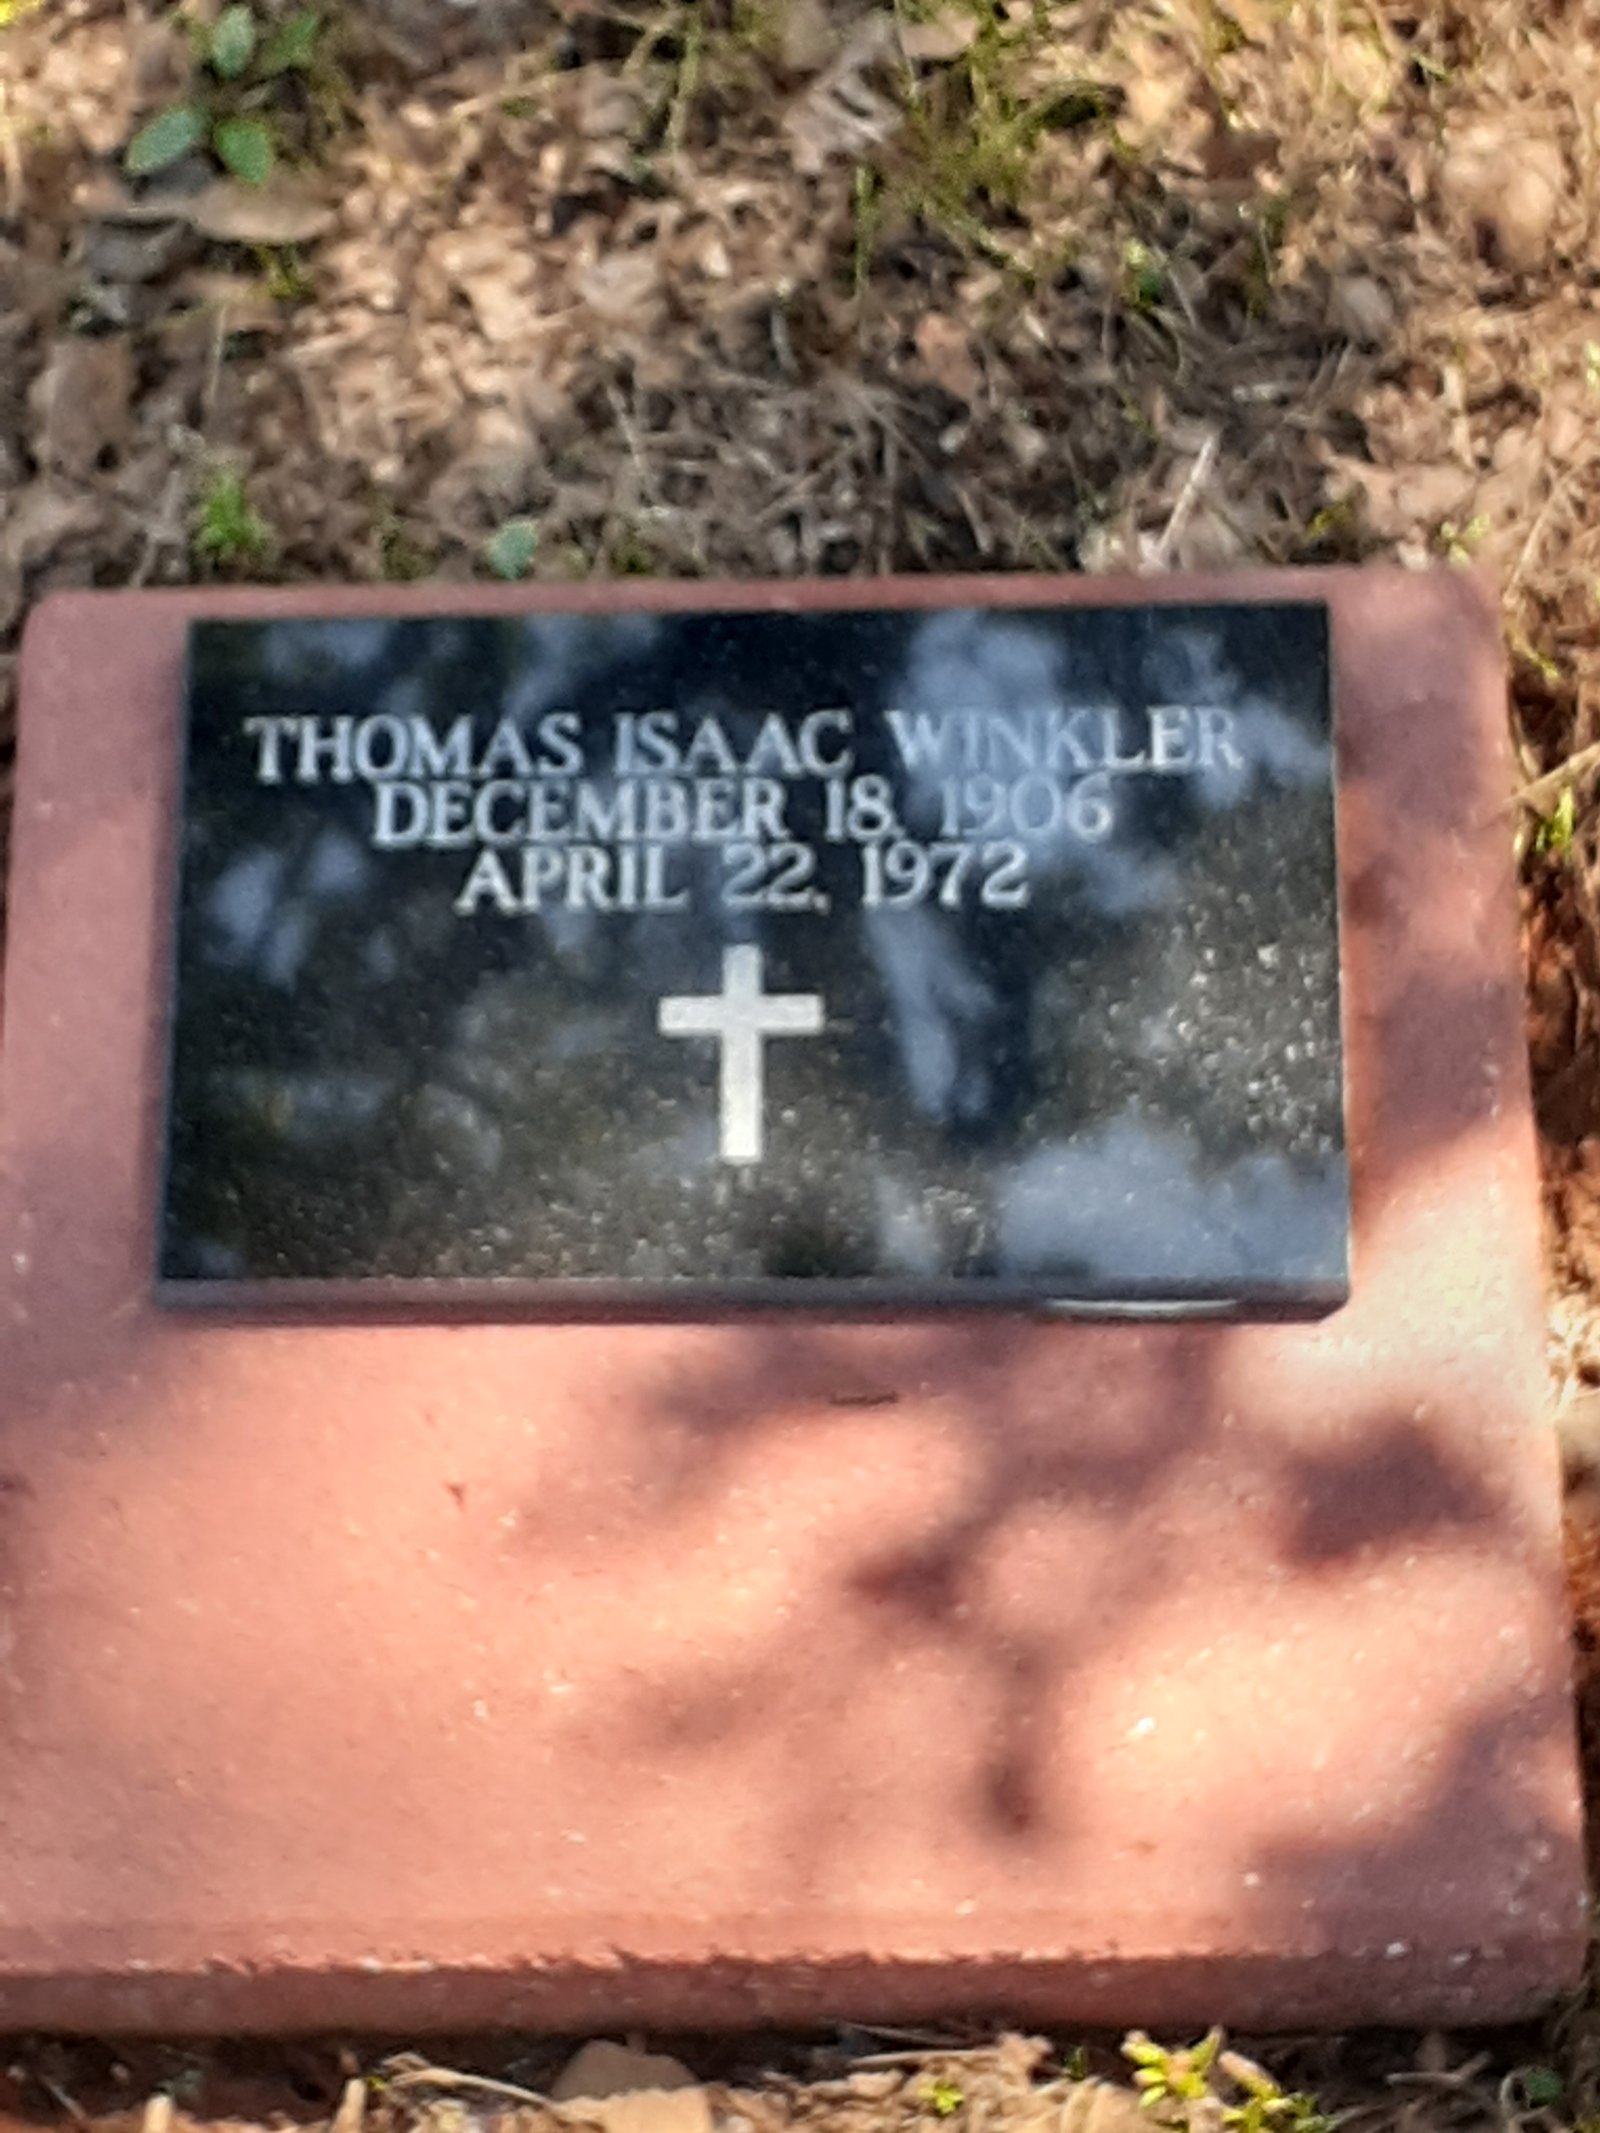 THOMAS ISAAC WINKLER
DECEMBER 18, 1906
APRIL 22, 1972